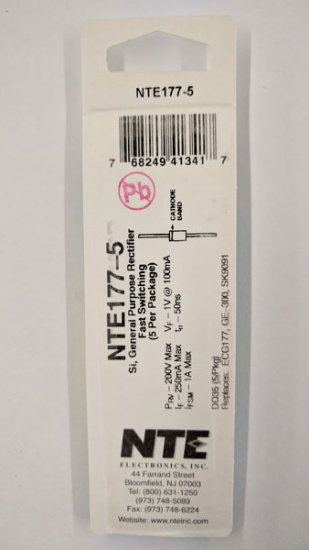 NTE177-5
7 68249 41341 7
Pb
CATHODE
BAND
NTE177-5
Si, General Purpose Rectifier
Fast Switching
(5 Per Package)
PRV – 200V Max VF – 1V @ 100mA
IF – 250mA Max trr – 50ns
IFSM – 1A Max
DO35 (5/Pkg)
Replaces: ECG177, GE-300, SK9091
NTE
ELECTRONICS, INC.
44 Farrand Street
Bloomfield, NJ 07003
Tel: (800) 631-1250
(973) 748-5089
Fax: (973) 748-6224
Website: www.nteinc.com